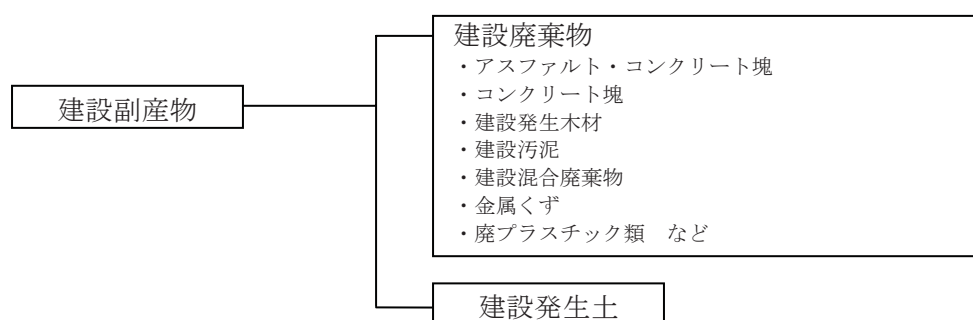 建設副産物
建設廃棄物
・アスファルト・コンクリート塊
・コンクリート塊
・建設発生木材
・建設汚泥
・建設混合廃棄物
・金属くず
・廃プラスチック類　など
建設発生土